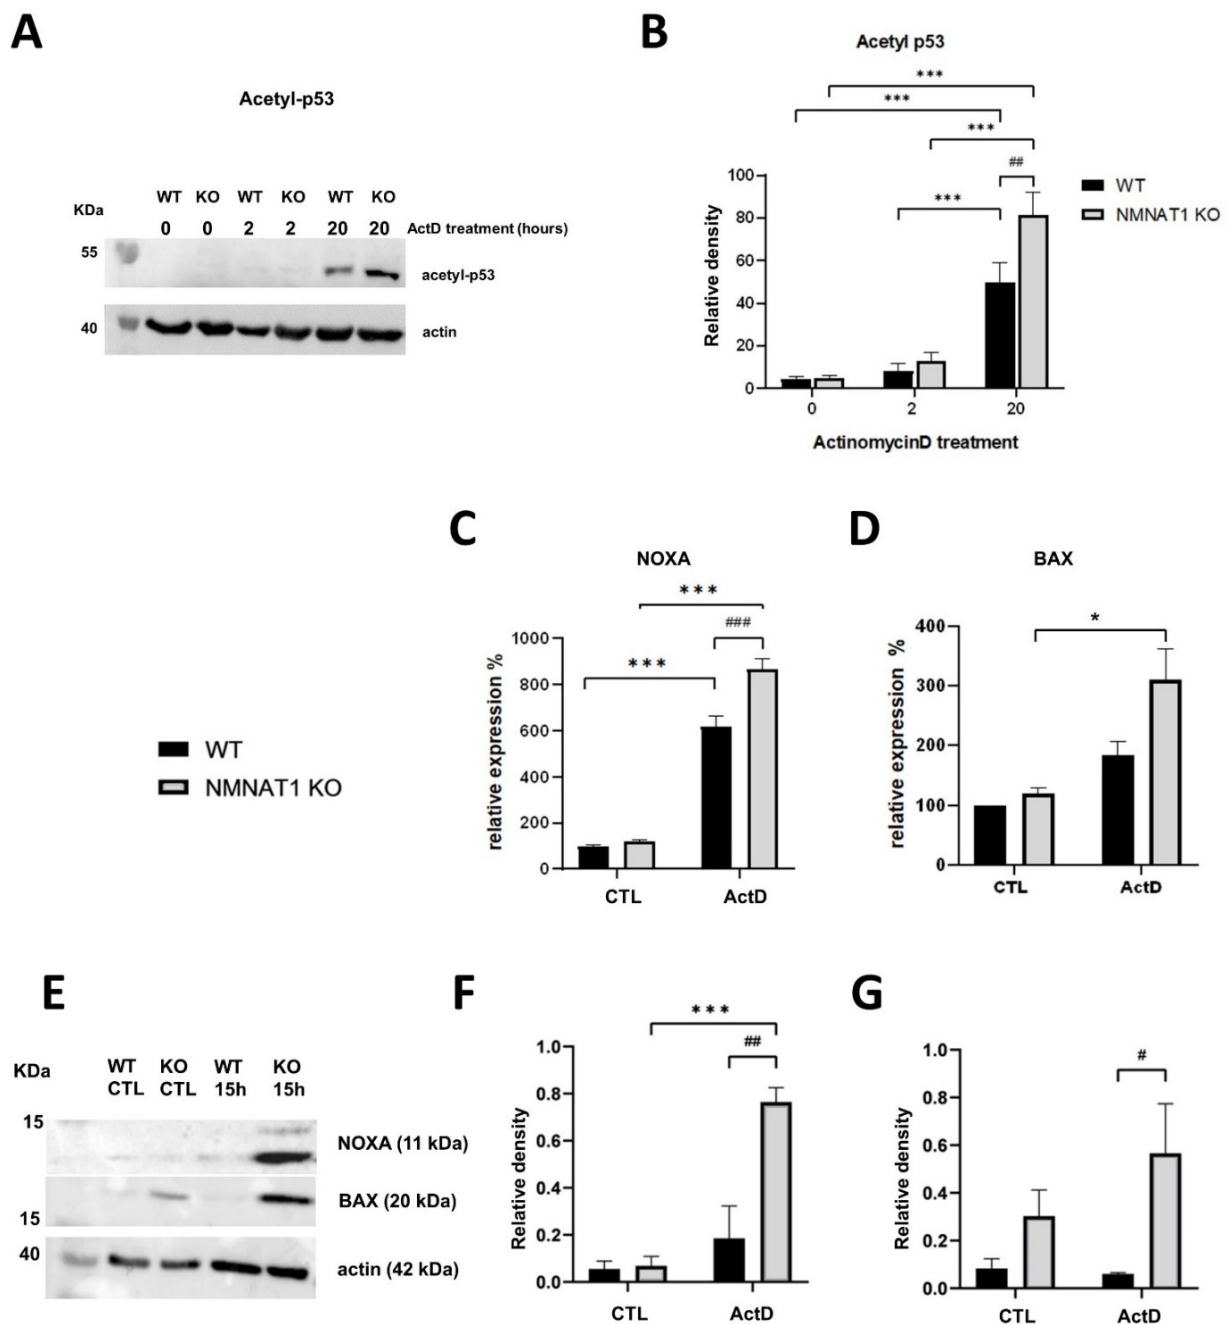 A
Acetyl-p53
WT KO WT KO WT KO
KDa
0 0 2 2 20 20 ActD treatment (hours)
55
acetyl-p53
40
actin
B
Acetyl p53
***
***
***
##
***
100
80
60
40
20
0
Relative density
0 2 20
ActinomycinD treatment
WT
NMNAT1 KO
WT
NMNAT1 KO
C
NOXA
***
###
***
1000
800
600
400
200
0
relative expression %
CTL ActD
D
BAX
*
400
300
200
100
0
relative expression %
CTL ActD
E
KDa
WT KO WT KO
CTL CTL 15h 15h
15
NOXA (11 kDa)
BAX (20 kDa)
15
40
actin (42 kDa)
F
***
##
1.0
0.8
0.6
0.4
0.2
0.0
Relative density
CTL ActD
G
#
1.0
0.8
0.6
0.4
0.2
0.0
Relative density
CTL ActD